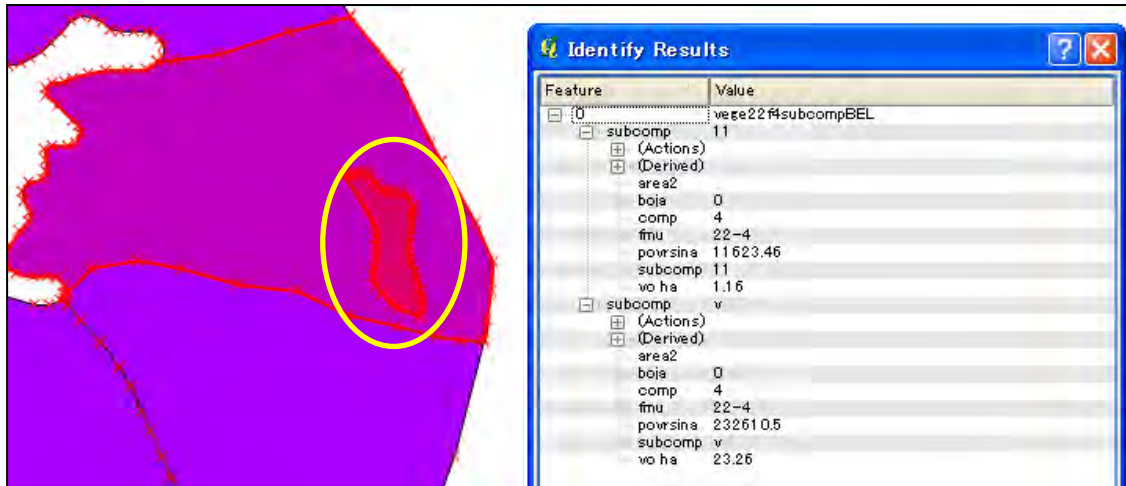 Identify Results
Feature Value
0 vege22f4subcompBEL
subcomp 11
(Actions)
(Derived)
area2
boja 0
comp 4
fmu 22-4
povrsina 11623.46
subcomp 11
vo ha 1.16
subcomp v
(Actions)
(Derived)
area2
boja 0
comp 4
fmu 22-4
povrsina 232610.5
subcomp v
vo ha 23.26